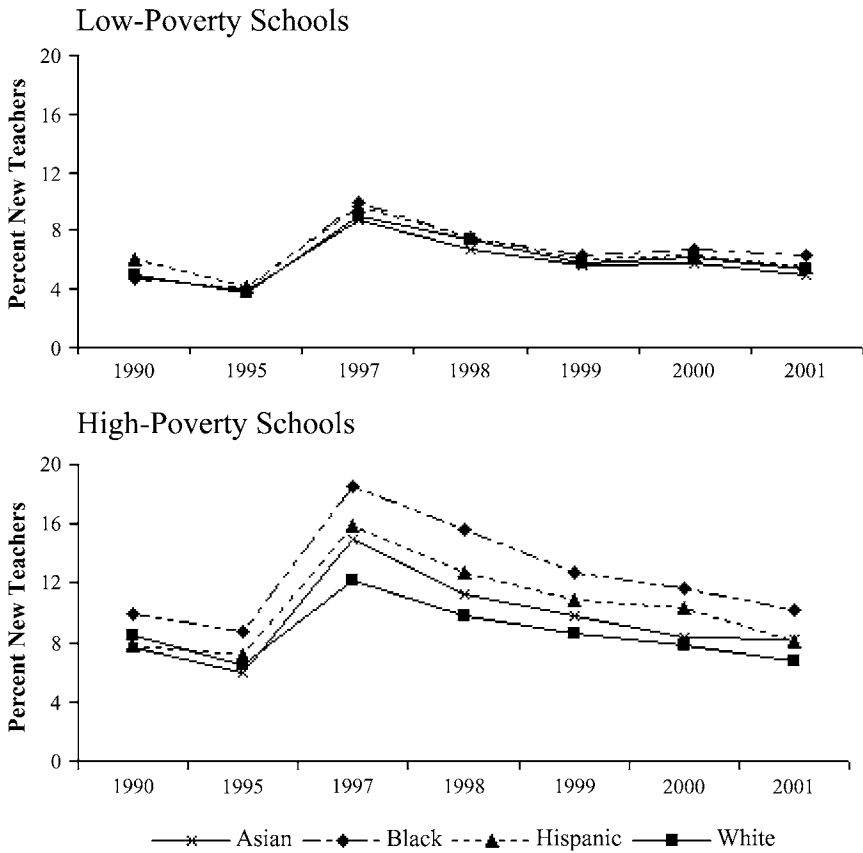 Low-Poverty Schools
Percent New Teachers
20
16
12
8
4
0
1990 1995 1997 1998 1999 2000 2001
High-Poverty Schools
Percent New Teachers
20
16
12
8
4
0
1990 1995 1997 1998 1999 2000 2001
Asian Black Hispanic White